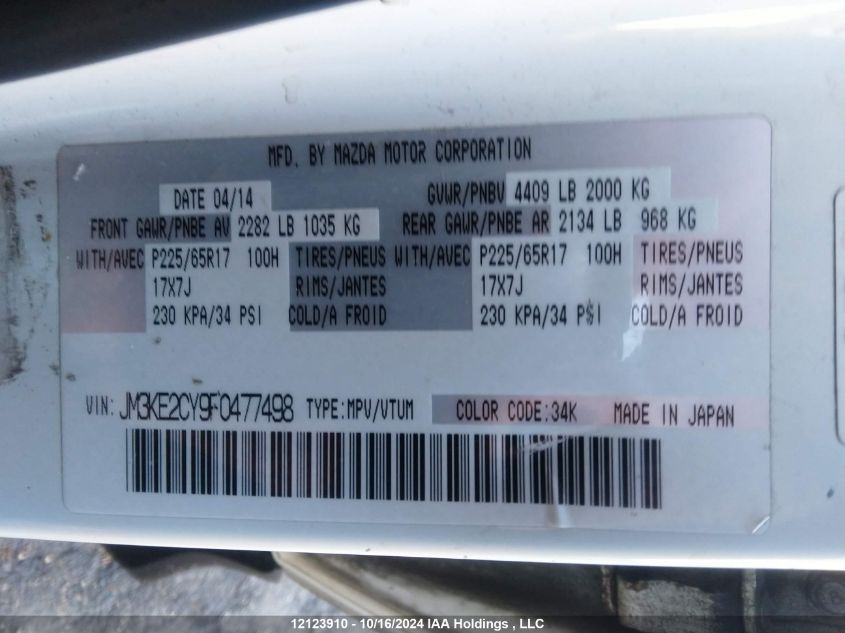 MFD. BY MAZDA MOTOR CORPORATION
DATE 04/14 GVWR/PNBV 4409 LB 2000 KG
FRONT GAWR/PNBE AV 2282 LB 1035 KG REAR GAWR/PNBE AR 2134 LB 968 KG
WITH/AVEC P225/65R17 100H TIRES/PNEUS WITH/AVEC P225/65R17 100H TIRES/PNEUS
17X7J RIMS/JANTES 17X7J RIMS/JANTES
230 KPA/34 PSI COLD/A FROID 230 KPA/34 PSI COLD/A FROID
VIN: JM3KE2CY9F0477498 TYPE:MPV/VTUM COLOR CODE:34K MADE IN JAPAN
12123910 - 10/16/2024 IAA Holdings , LLC